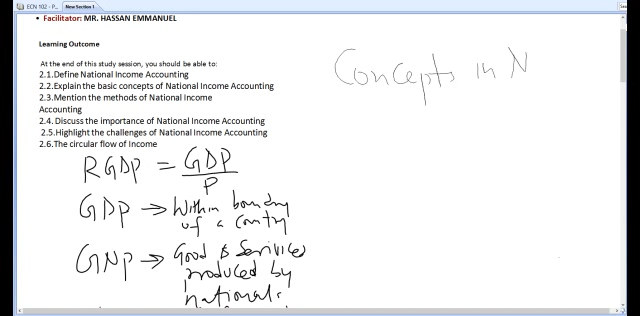 ECN 102 - P...
New Section 1
• Facilitator: MR. HASSAN EMMANUEL
Learning Outcome
At the end of this study session, you should be able to:
2.1.Define National Income Accounting
2.2.Explain the basic concepts of National Income Accounting
2.3.Mention the methods of National Income
Accounting
2.4. Discuss the importance of National Income Accounting
2.5.Highlight the challenges of National Income Accounting
2.6.The circular flow of Income
Concepts in N
RGDP = GDP
P
GDP → Within boundry
of a contry
GNP → Good & Services
produced by
nationals